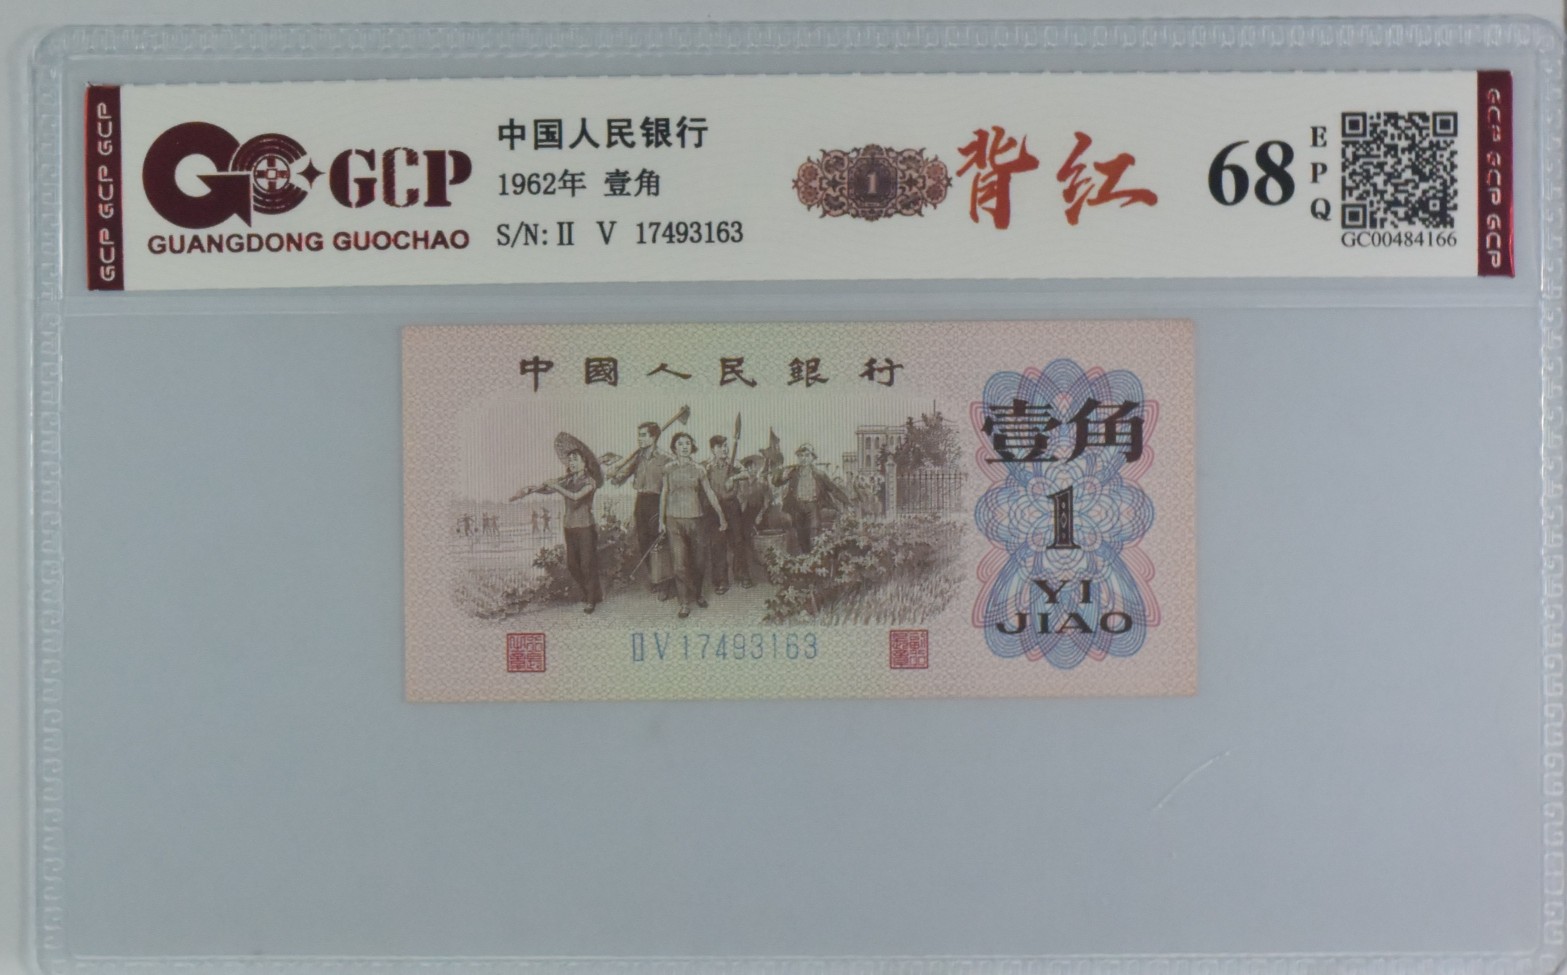 GCP GCP GCP
GCP
GUANGDONG GUOCHAO
中国人民银行
1962年 壹角
S/N: II V 17493163
1
背红
68
EPQ
GC00484166
GCP GCP GCP
中國人民銀行
壹角
1
YI
JIAO
II V 17493163